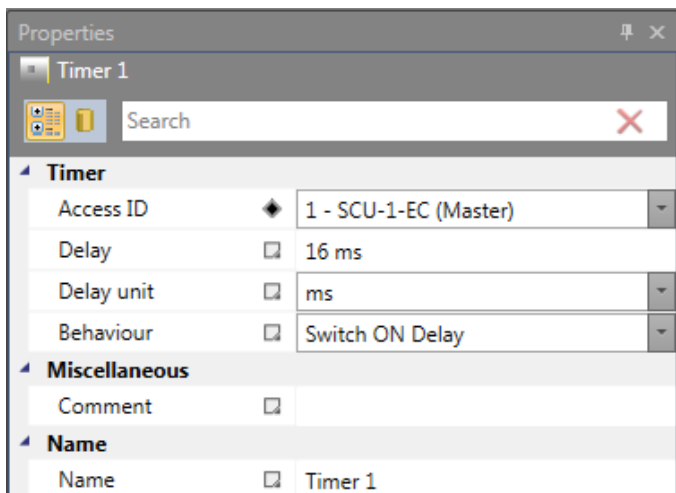 Properties
Timer 1
Search
Timer
Access ID 1 - SCU-1-EC (Master)
Delay 16 ms
Delay unit ms
Behaviour Switch ON Delay
Miscellaneous
Comment
Name
Name Timer 1